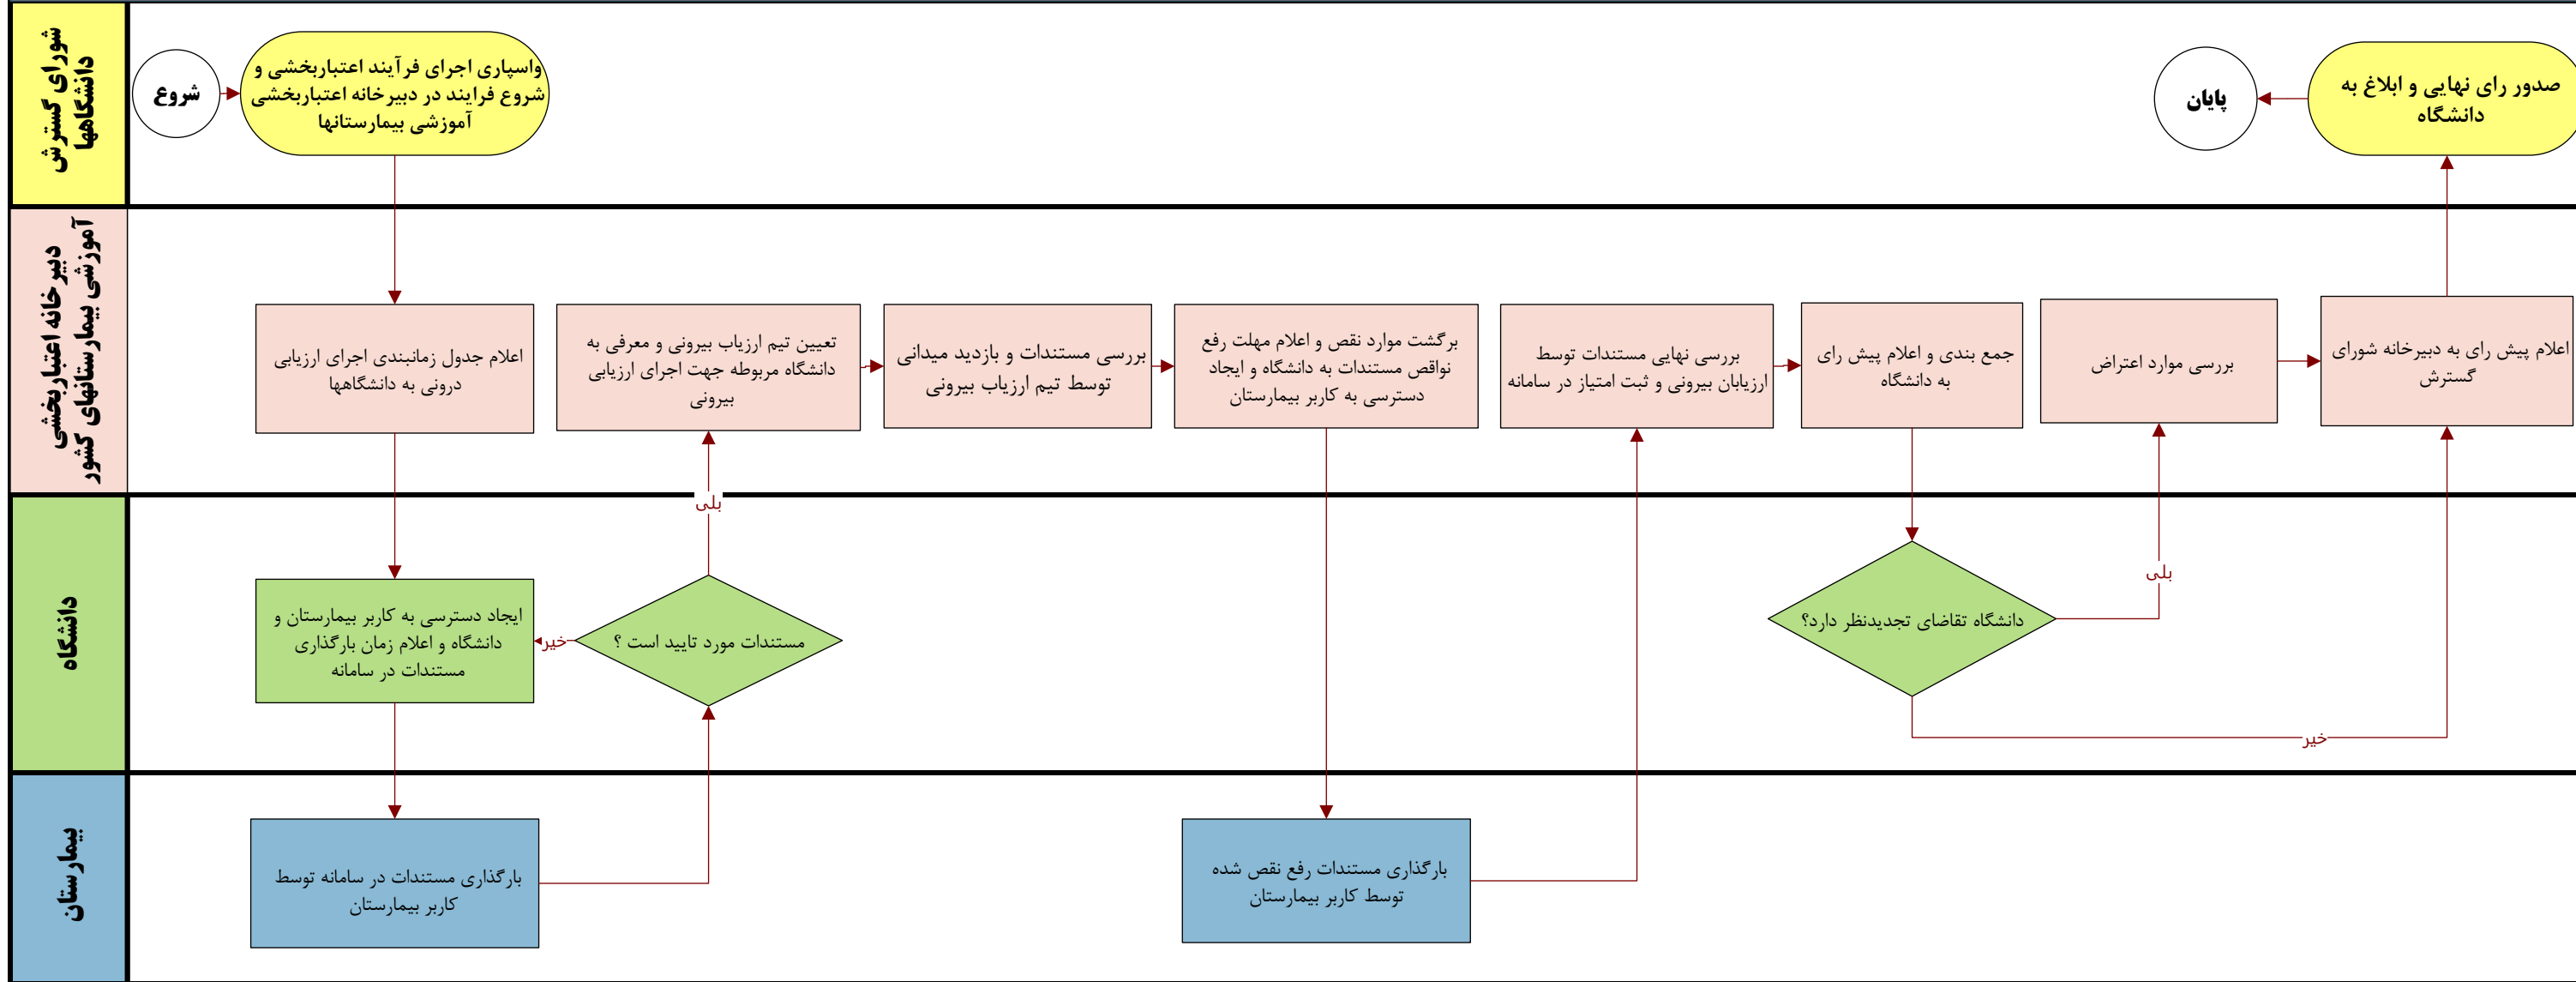 شورای گسترش
دانشگاهها
شروع
واسپاری اجرای فرآیند اعتباربخشی و
شروع فرایند در دبیرخانه اعتباربخشی
آموزشی بیمارستانها
پایان
صدور رای نهایی و ابلاغ به
دانشگاه
دبیرخانه اعتباربخشی
آموزشی بیمارستانهای کشور
اعلام جدول زمانبندی اجرای ارزیابی
درونی به دانشگاهها
تعیین تیم ارزیاب بیرونی و معرفی به
دانشگاه مربوطه جهت اجرای ارزیابی
بیرونی
بررسی مستندات و بازدید میدانی
توسط تیم ارزیاب بیرونی
برگشت موارد نقص و اعلام مهلت رفع
نواقص مستندات به دانشگاه و ایجاد
دسترسی به کاربر بیمارستان
بررسی نهایی مستندات توسط
ارزیابان بیرونی و ثبت امتیاز در سامانه
جمع بندی و اعلام پیش رای
به دانشگاه
بررسی موارد اعتراض
اعلام پیش رای به دبیرخانه شورای
گسترش
دانشگاه
ایجاد دسترسی به کاربر بیمارستان و
دانشگاه و اعلام زمان بارگذاری
مستندات در سامانه
خیر
مستندات مورد تایید است ؟
بلی
دانشگاه تقاضای تجدیدنظر دارد؟
بلی
خیر
بیمارستان
بارگذاری مستندات در سامانه توسط
کاربر بیمارستان
بارگذاری مستندات رفع نقص شده
توسط کاربر بیمارستان